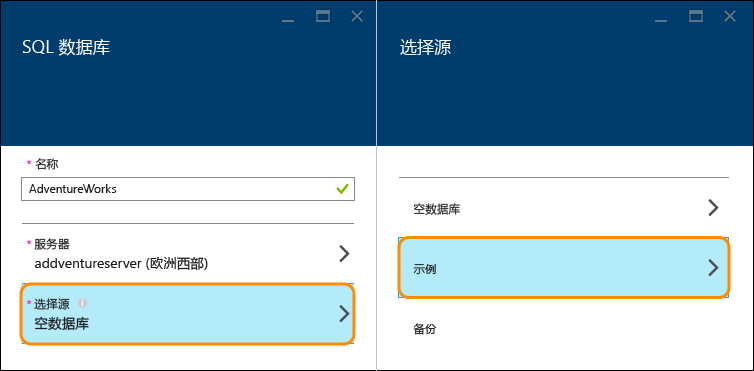 SQL 数据库
* 名称
AdventureWorks
* 服务器
addventureserver (欧洲西部)
* 选择源
空数据库
选择源
空数据库
示例
备份